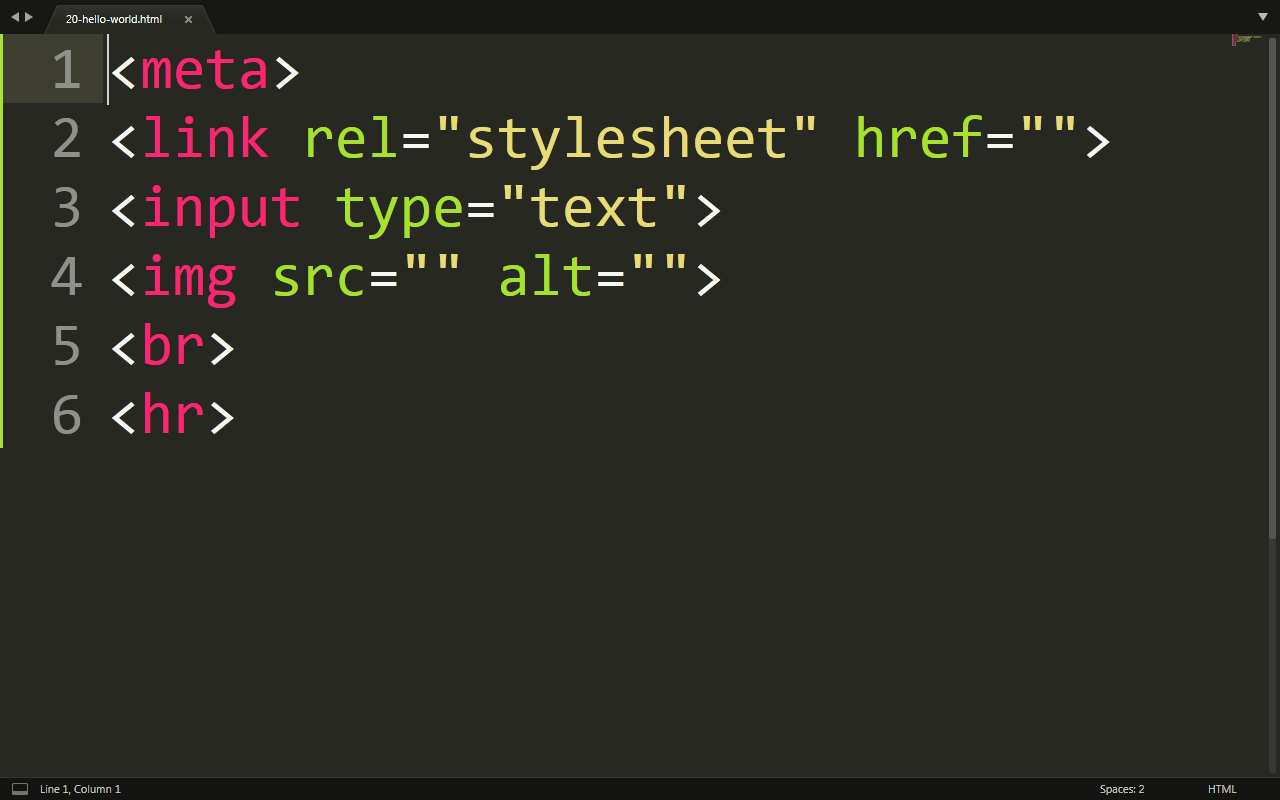 20-hello-world.html ×
1 <meta>
2 <link rel="stylesheet" href="">
3 <input type="text">
4 <img src="" alt="">
5 <br>
6 <hr>
Line 1, Column 1 Spaces: 2 HTML